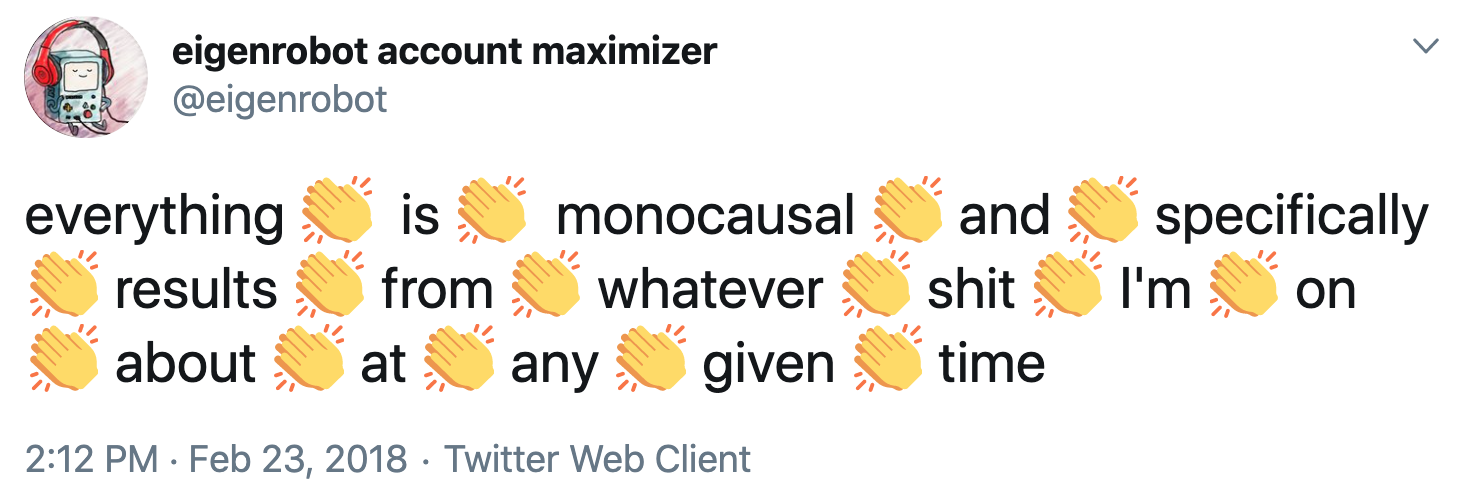 eigenrobot account maximizer
@eigenrobot
everything 👏 is 👏 monocausal 👏 and 👏 specifically
👏 results 👏 from 👏 whatever 👏 shit 👏 I'm 👏 on
👏 about 👏 at 👏 any 👏 given 👏 time
2:12 PM · Feb 23, 2018 · Twitter Web Client